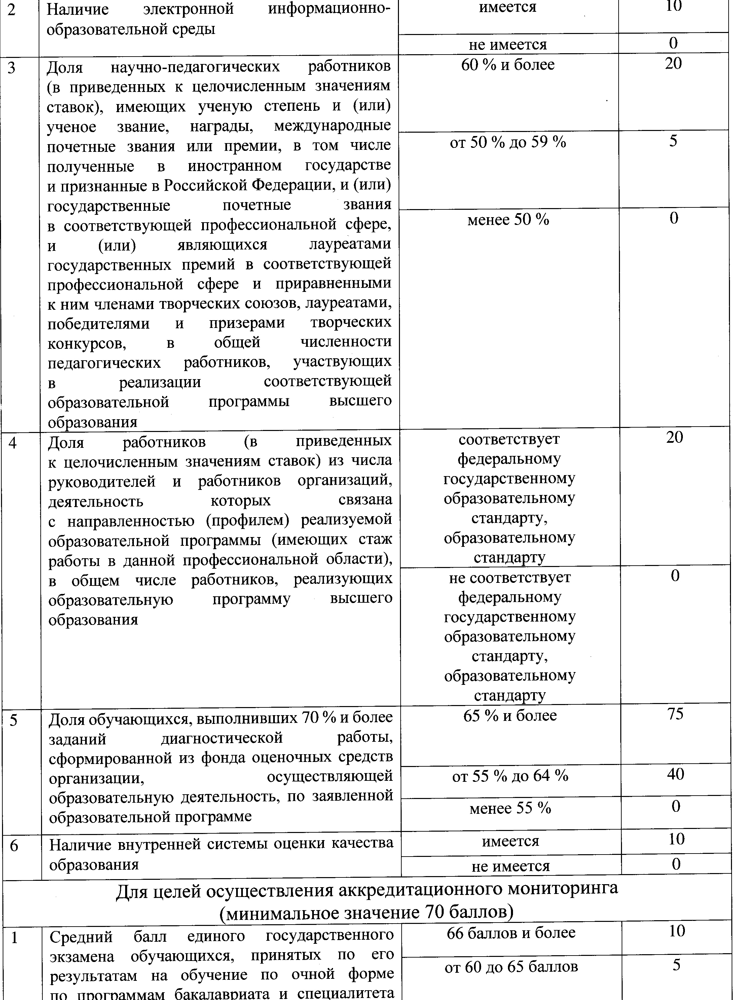 2
Наличие электронной информационно-
образовательной среды
имеется
10
не имеется
0
3
Доля научно-педагогических работников
(в приведенных к целочисленным значениям
ставок), имеющих ученую степень и (или)
ученое звание, награды, международные
почетные звания или премии, в том числе
полученные в иностранном государстве
и признанные в Российской Федерации, и (или)
государственные почетные звания
в соответствующей профессиональной сфере,
и (или) являющихся лауреатами
государственных премий в соответствующей
профессиональной сфере и приравненными
к ним членами творческих союзов, лауреатами,
победителями и призерами творческих
конкурсов, в общей численности
педагогических работников, участвующих
в реализации соответствующей
образовательной программы высшего
образования
60 % и более
20
от 50 % до 59 %
5
менее 50 %
0
4
Доля работников (в приведенных
к целочисленным значениям ставок) из числа
руководителей и работников организаций,
деятельность которых связана
с направленностью (профилем) реализуемой
образовательной программы (имеющих стаж
работы в данной профессиональной области),
в общем числе работников, реализующих
образовательную программу высшего
образования
соответствует
федеральному
государственному
образовательному
стандарту,
образовательному
стандарту
20
не соответствует
федеральному
государственному
образовательному
стандарту,
образовательному
стандарту
0
5
Доля обучающихся, выполнивших 70 % и более
заданий диагностической работы,
сформированной из фонда оценочных средств
организации, осуществляющей
образовательную деятельность, по заявленной
образовательной программе
65 % и более
75
от 55 % до 64 %
40
менее 55 %
0
6
Наличие внутренней системы оценки качества
образования
имеется
10
не имеется
0
Для целей осуществления аккредитационного мониторинга
(минимальное значение 70 баллов)
1
Средний балл единого государственного
экзамена обучающихся, принятых по его
результатам на обучение по очной форме
по программам бакалавриата и специалитета
66 баллов и более
10
от 60 до 65 баллов
5